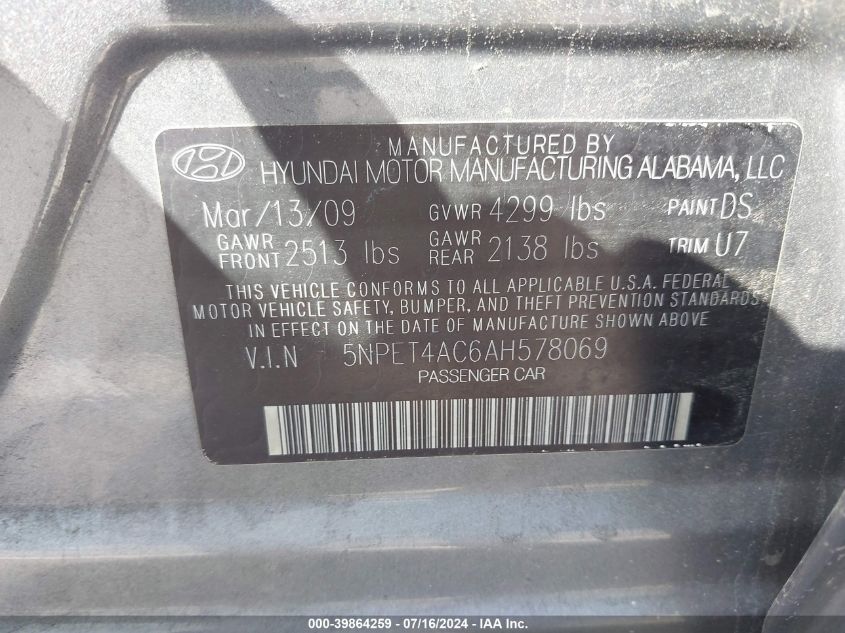 MANUFACTURED BY
HYUNDAI MOTOR MANUFACTURING ALABAMA, LLC
Mar/13/09 GVWR 4299 lbs PAINT DS
GAWR FRONT 2513 lbs GAWR REAR 2138 lbs TRIM U7
THIS VEHICLE CONFORMS TO ALL APPLICABLE U.S.A. FEDERAL
MOTOR VEHICLE SAFETY, BUMPER, AND THEFT PREVENTION STANDARDS
IN EFFECT ON THE DATE OF MANUFACTURE SHOWN ABOVE
V.I.N 5NPET4AC6AH578069
PASSENGER CAR
000-39864259 - 07/16/2024 - IAA Inc.